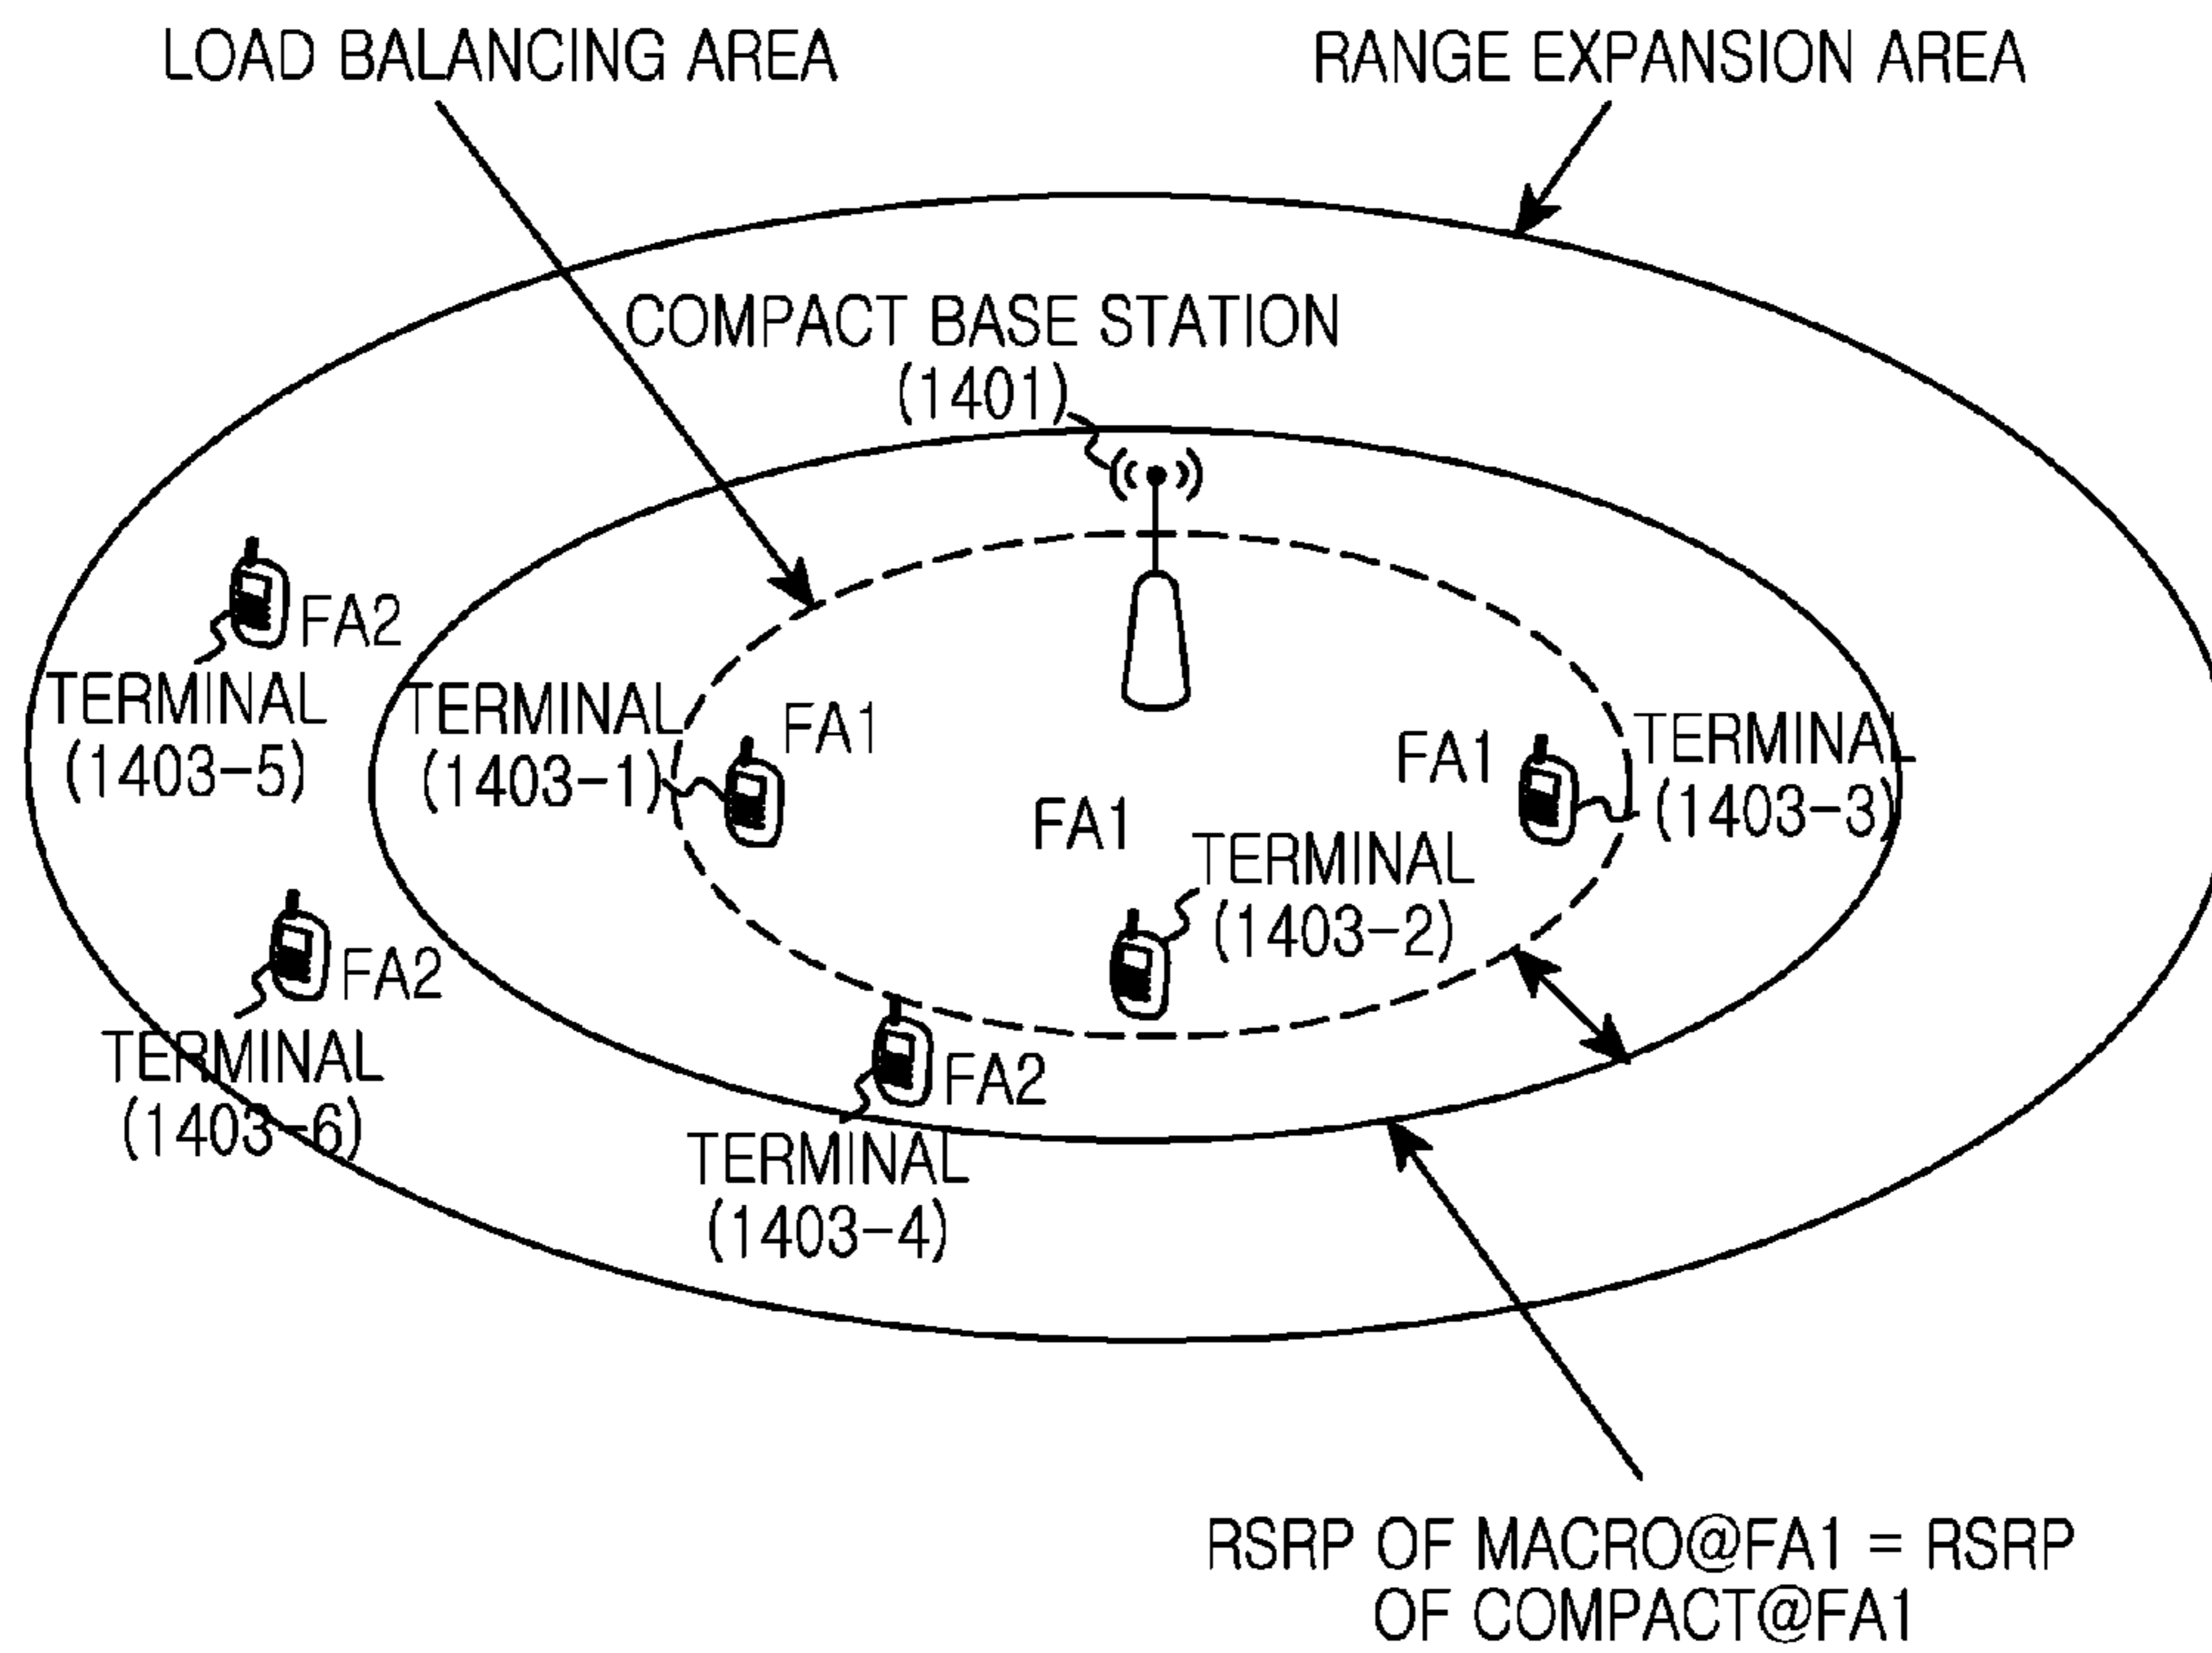 LOAD BALANCING AREA
RANGE EXPANSION AREA
COMPACT BASE STATION
(1401)
FA2
TERMINAL
(1403-5)
TERMINAL
(1403-1)
FA1
FA1
TERMINAL
(1403-3)
FA1
TERMINAL
(1403-2)
FA2
TERMINAL
(1403-6)
FA2
TERMINAL
(1403-4)
RSRP OF MACRO@FA1 = RSRP
OF COMPACT@FA1